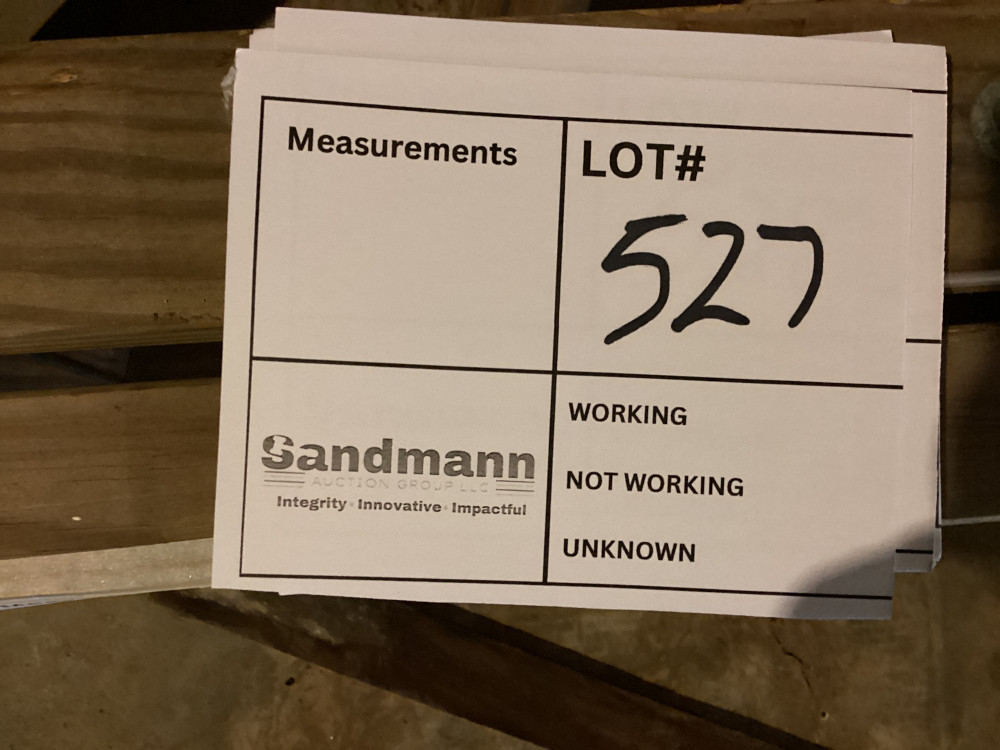 Measurements
LOT#
527
Sandmann
AUCTION GROUP LLC
Integrity · Innovative · Impactful
WORKING
NOT WORKING
UNKNOWN